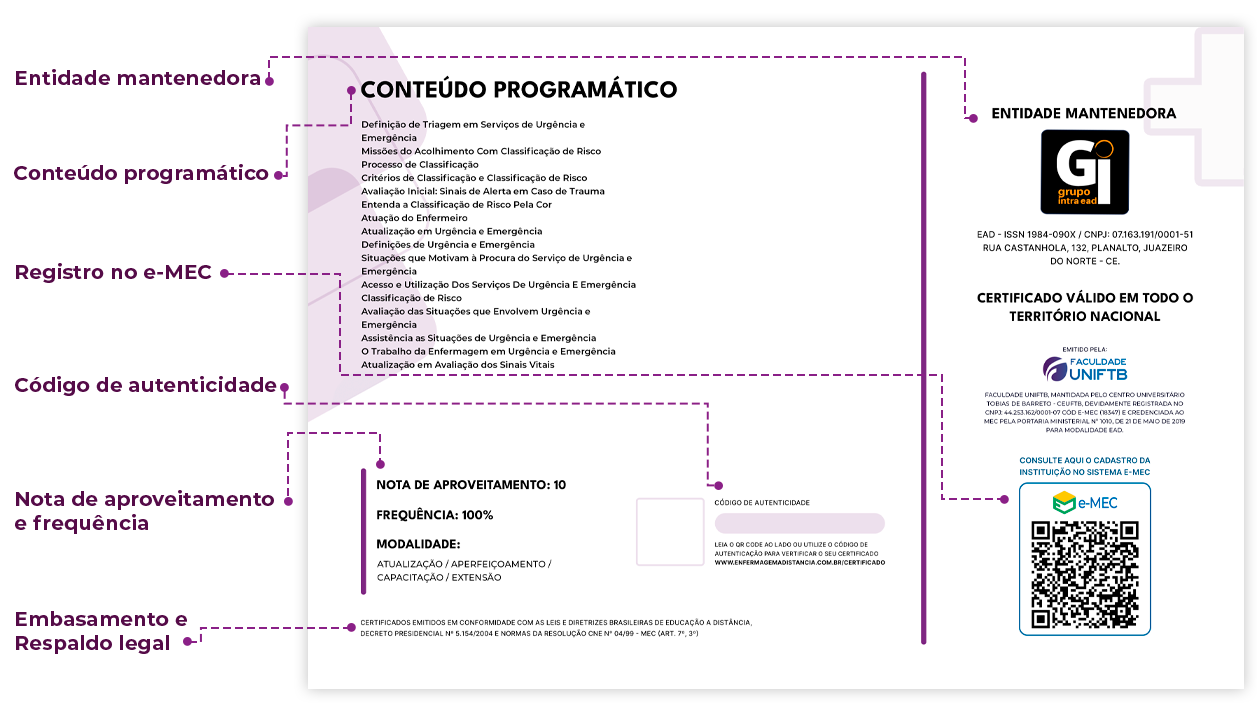 Entidade mantenedora
Conteúdo programático
Registro no e-MEC
Código de autenticidade
Nota de aproveitamento
e frequência
Embasamento e
Respaldo legal
CONTEÚDO PROGRAMÁTICO
Definição de Triagem em Serviços de Urgência e
Emergência
Missões do Acolhimento Com Classificação de Risco
Processo de Classificação
Critérios de Classificação e Classificação de Risco
Avaliação Inicial: Sinais de Alerta em Caso de Trauma
Entenda a Classificação de Risco Pela Cor
Atuação do Enfermeiro
Atualização em Urgência e Emergência
Definições de Urgência e Emergência
Situações que Motivam à Procura do Serviço de Urgência e
Emergência
Acesso e Utilização Dos Serviços De Urgência E Emergência
Classificação de Risco
Avaliação das Situações que Envolvem Urgência e
Emergência
Assistência as Situações de Urgência e Emergência
O Trabalho da Enfermagem em Urgência e Emergência
Atualização em Avaliação dos Sinais Vitais
NOTA DE APROVEITAMENTO: 10
FREQUÊNCIA: 100%
MODALIDADE:
ATUALIZAÇÃO / APERFEIÇOAMENTO /
CAPACITAÇÃO / EXTENSÃO
CÓDIGO DE AUTENTICIDADE
LEIA O QR CODE AO LADO OU UTILIZE O CÓDIGO DE
AUTENTICAÇÃO PARA VERTIFICAR O SEU CERTIFICADO
WWW.ENFERMAGEMADISTANCIA.COM.BR/CERTIFICADO
CERTIFICADOS EMITIDOS EM CONFORMIDADE COM AS LEIS E DIRETRIZES BRASILEIRAS DE EDUCAÇÃO A DISTÂNCIA,
DECRETO PRESIDENCIAL N° 5.154/2004 E NORMAS DA RESOLUÇÃO CNE N° 04/99 - MEC (ART. 7°, 3°)
ENTIDADE MANTENEDORA
Gi
grupo
intra ead
EAD - ISSN 1984-090X / CNPJ: 07.163.191/0001-51
RUA CASTANHOLA, 132, PLANALTO, JUAZEIRO
DO NORTE - CE.
CERTIFICADO VÁLIDO EM TODO O
TERRITÓRIO NACIONAL
EMITIDO PELA:
FACULDADE
UNIFTB
FACULDADE UNIFTB, MANTIDADA PELO CENTRO UNIVERSITÁRIO
TOBIAS DE BARRETO - CEUFTB, DEVIDAMENTE REGISTRADA NO
CNPJ: 44.253.162/0001-07 CÓD E-MEC (18347) E CREDENCIADA AO
MEC PELA PORTARIA MINISTERIAL N° 1010, DE 21 DE MAIO DE 2019
PARA MODALIDADE EAD.
CONSULTE AQUI O CADASTRO DA
INSTITUIÇÃO NO SISTEMA E-MEC
e-MEC